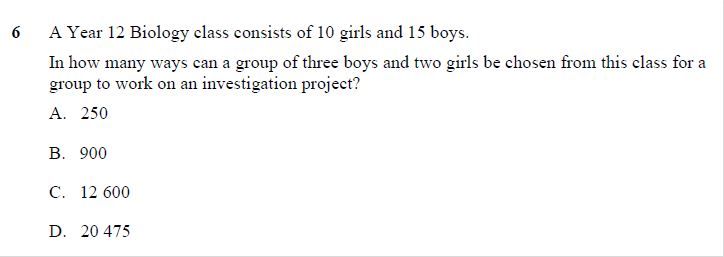 6 A Year 12 Biology class consists of 10 girls and 15 boys.
In how many ways can a group of three boys and two girls be chosen from this class for a
group to work on an investigation project?
A. 250
B. 900
C. 12 600
D. 20 475